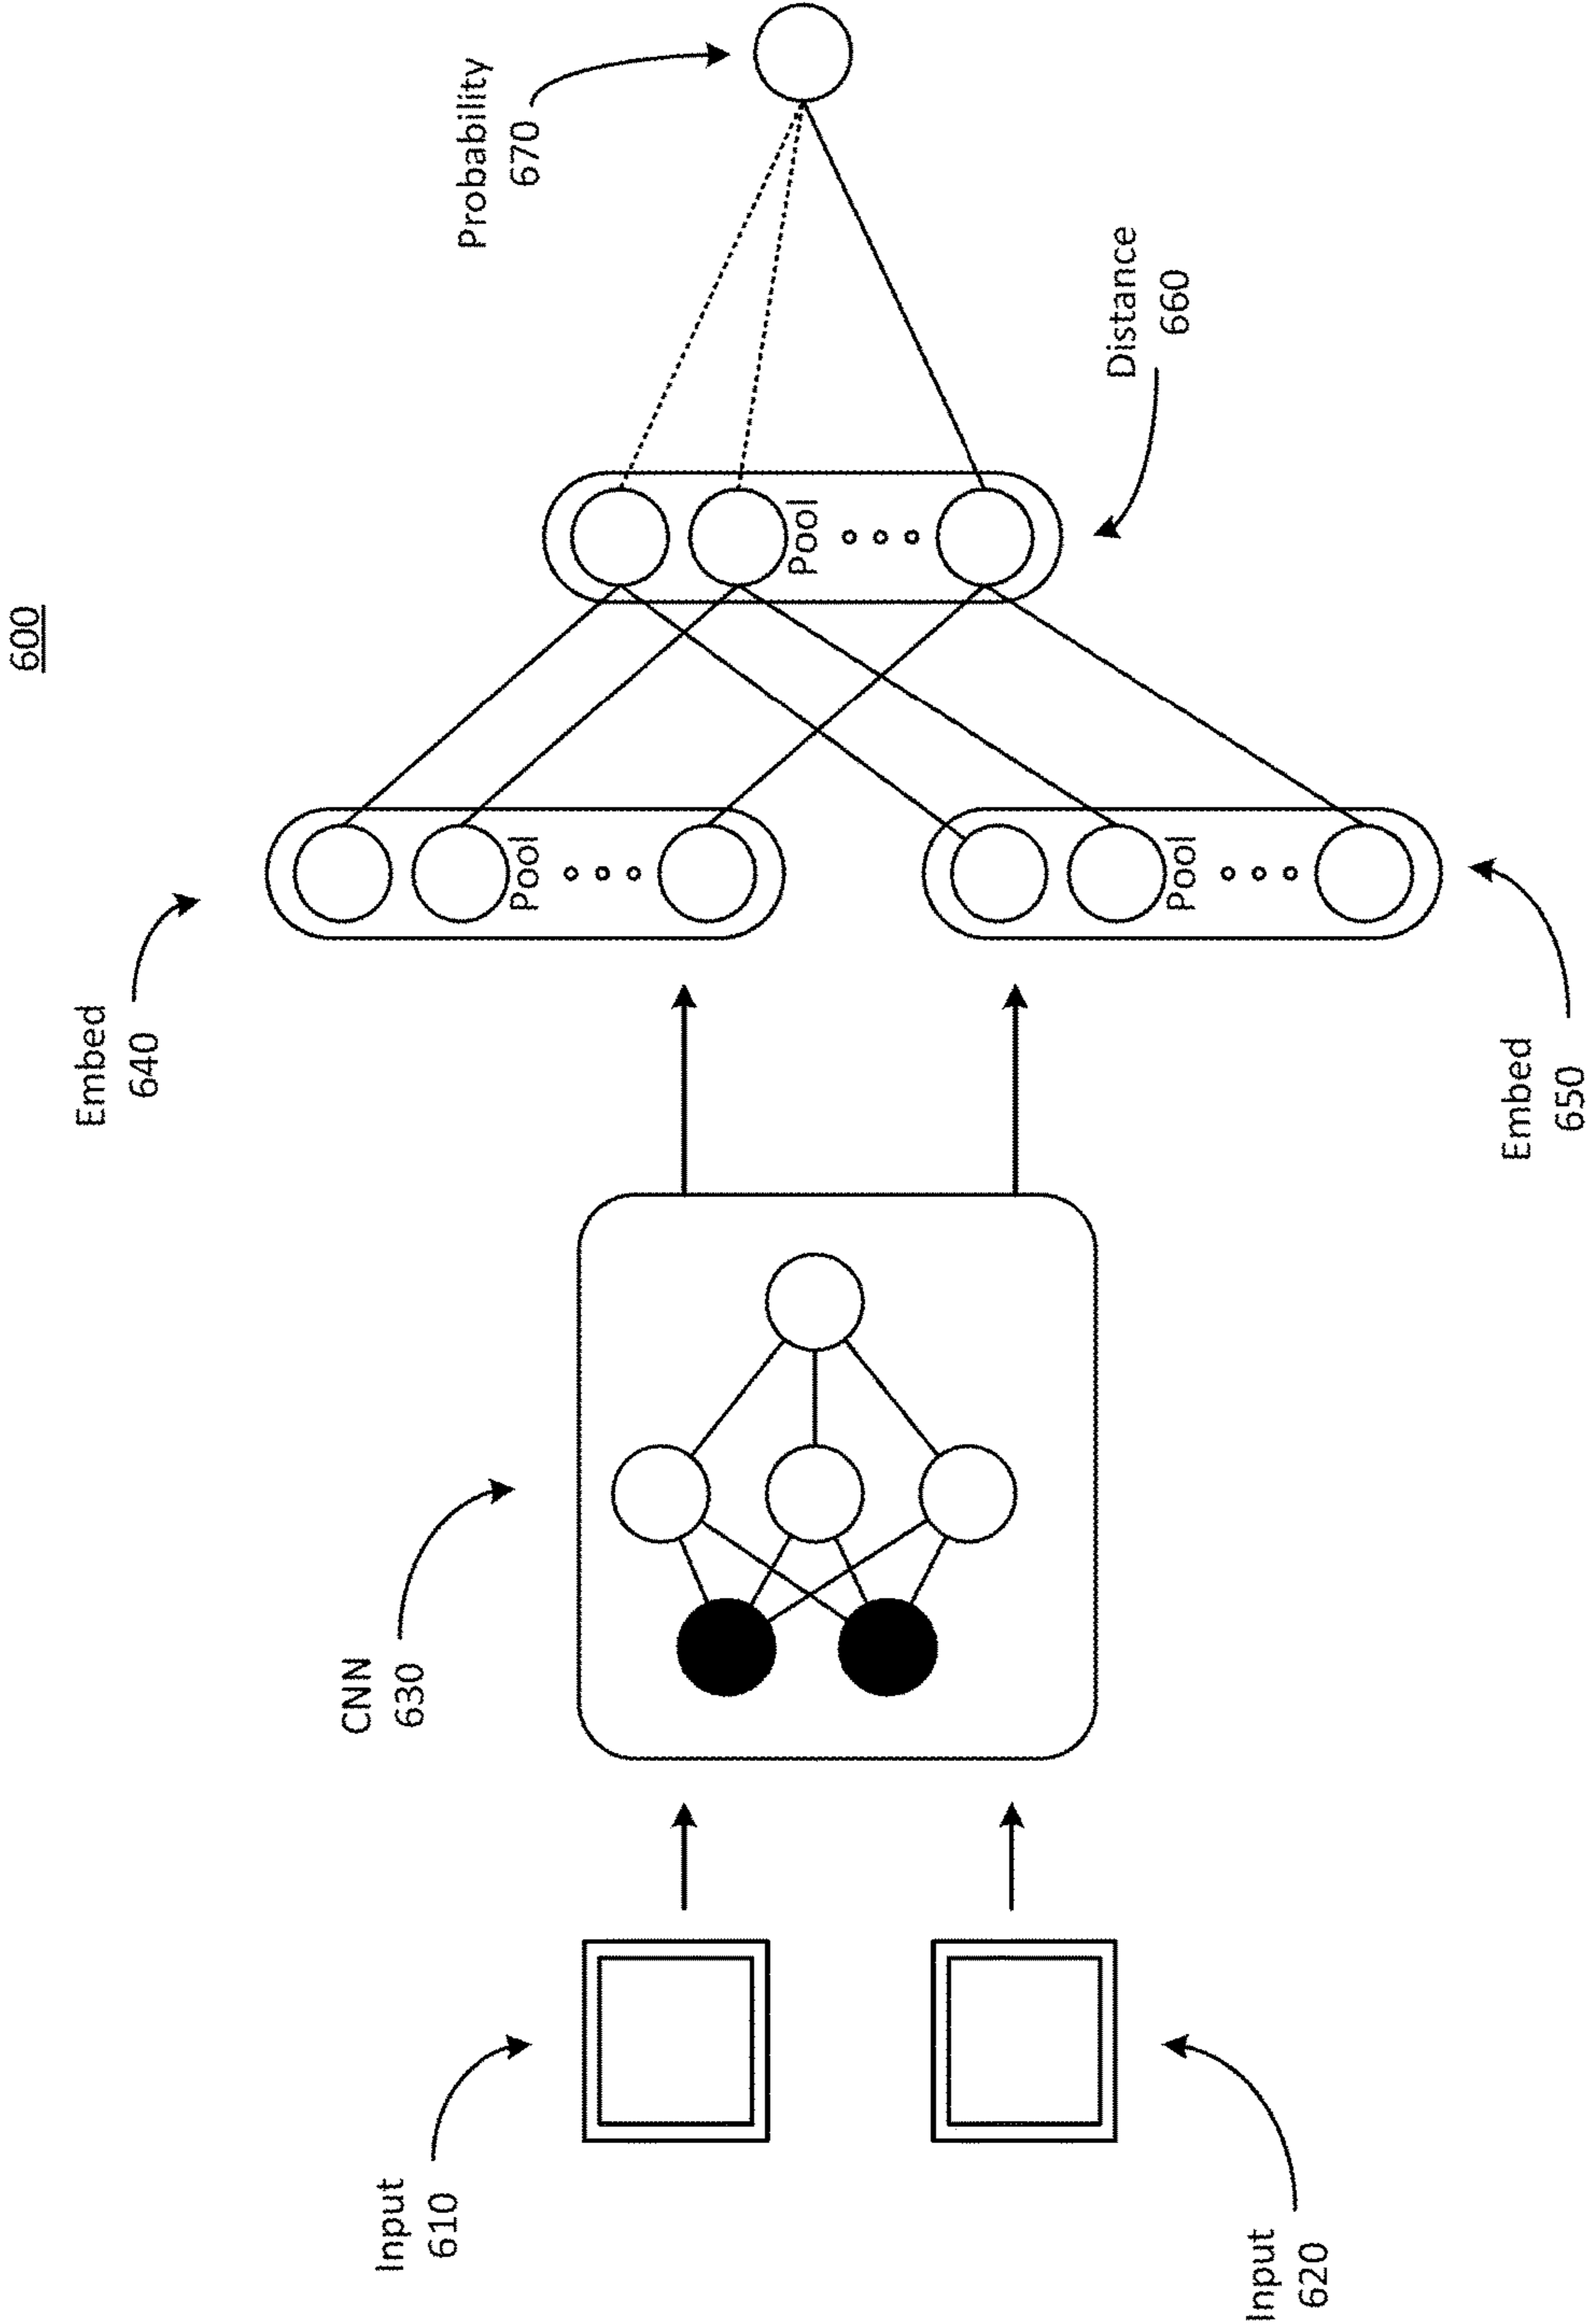 600
Input
610
Input
620
CNN
630
Embed
640
Pool
Embed
650
Pool
Pool
Distance
660
Probability
670